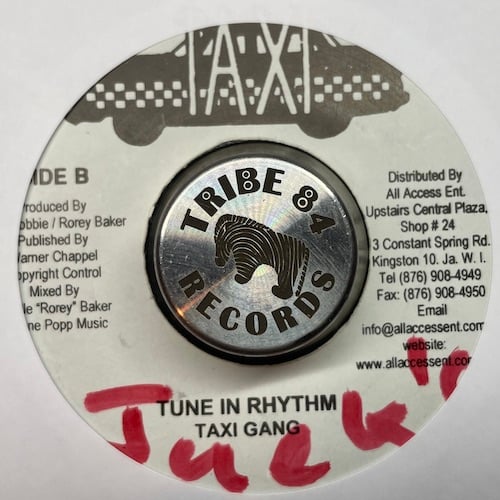 TAXI
IDE B
roduced By
obbie / Rorey Baker
Published By
arner Chappel
opyright Control
Mixed By
le "Rorey" Baker
ne Popp Music
TRIBE 84
RECORDS
Distributed By
All Access Ent.
Upstairs Central Plaza,
Shop # 24
3 Constant Spring Rd.
Kingston 10. Ja. W. I.
Tel (876) 908-4949
Fax: (876) 908-4950
Email
info@allaccessent.com
website:
www.allaccessent.com
TUNE IN RHYTHM
TAXI GANG